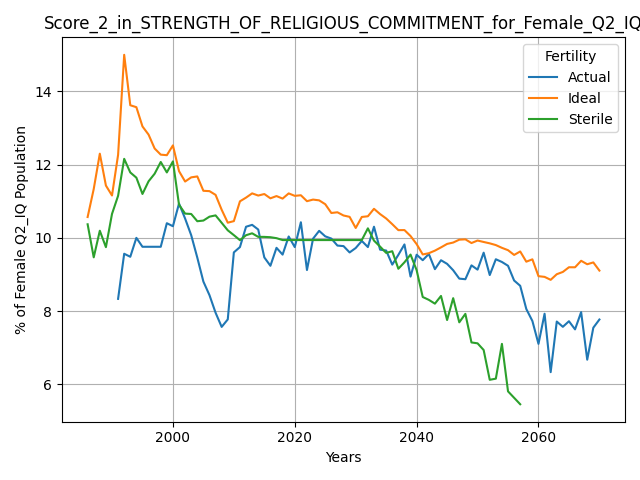 Score_2_in_STRENGTH_OF_RELIGIOUS_COMMITMENT_for_Female_Q2_IQ
Fertility
Actual
Ideal
Sterile
% of Female Q2_IQ Population
14
12
10
8
6
2000 2020 2040 2060
Years